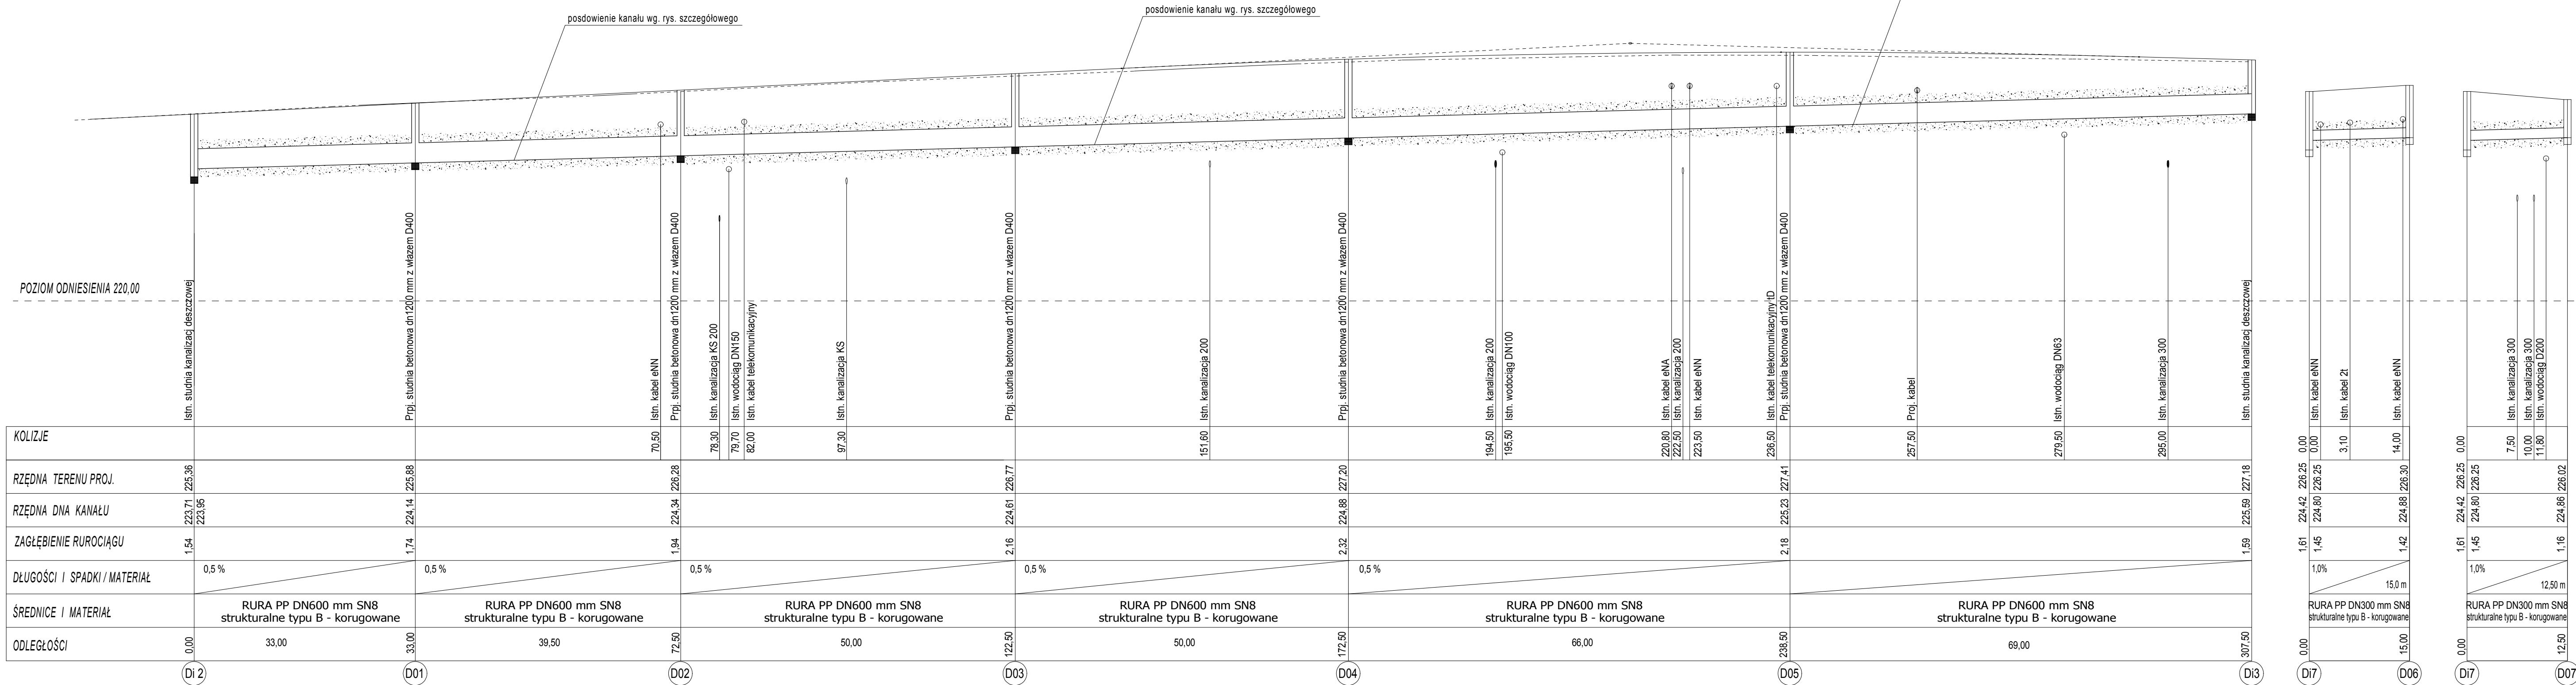 posdowienie kanału wg. rys. szczegółowego
posdowienie kanału wg. rys. szczegółowego
POZIOM ODNIESIENIA 220,00
Istn. studnia kanalizacj deszczowej
Prpj. studnia betonowa dn1200 mm z włazem D400
Istn. kabel eNN
Prpj. studnia betonowa dn1200 mm z włazem D400
Istn. kanalizacja KS 200
Istn. wodociąg DN150
Istn. kabel telekomunikacyjny
Istn. kanalizacja KS
Prpj. studnia betonowa dn1200 mm z włazem D400
Istn. kanalizacja 200
Prpj. studnia betonowa dn1200 mm z włazem D400
Istn. kanalizacja 200
Istn. wodociąg DN100
Istn. kabel eNA
Istn. kanalizacja 200
Istn. kabel eNN
Istn. kabel telekomunikacyjny tD
Prpj. studnia betonowa dn1200 mm z włazem D400
Proj. kabel
Istn. wodociąg DN63
Istn. kanalizacja 300
Istn. studnia kanalizacj deszczowej
Istn. kabel eNN
Istn. kabel 2t
Istn. kabel eNN
Istn. kanalizacja 300
Istn. kanalizacja 300
Istn. wodociąg D200
KOLIZJE
70,50
78,30
79,70
82,00
97,30
151,60
194,50
195,50
220,80
222,50
223,50
236,50
257,50
279,50
295,00
0,00
0,00
3,10
14,00
0,00
7,50
10,00
11,80
RZĘDNA TERENU PROJ.
225,36
225,88
226,28
226,77
227,20
227,41
227,18
226,25
226,25
226,30
226,25
226,25
226,02
RZĘDNA DNA KANAŁU
223,71
223,95
224,14
224,34
224,61
224,88
225,23
225,59
224,42
224,80
224,88
224,42
224,80
224,86
ZAGŁĘBIENIE RUROCIĄGU
1,54
1,74
1,94
2,16
2,32
2,18
1,59
1,61
1,45
1,42
1,61
1,45
1,16
DŁUGOŚCI I SPADKI / MATERIAŁ
0,5 %
0,5 %
0,5 %
0,5 %
0,5 %
1,0%
15,0 m
1,0%
12,50 m
ŚREDNICE I MATERIAŁ
RURA PP DN600 mm SN8
strukturalne typu B - korugowane
RURA PP DN600 mm SN8
strukturalne typu B - korugowane
RURA PP DN600 mm SN8
strukturalne typu B - korugowane
RURA PP DN600 mm SN8
strukturalne typu B - korugowane
RURA PP DN600 mm SN8
strukturalne typu B - korugowane
RURA PP DN600 mm SN8
strukturalne typu B - korugowane
RURA PP DN300 mm SN8
strukturalne typu B - korugowane
RURA PP DN300 mm SN8
strukturalne typu B - korugowane
ODLEGŁOŚCI
0,00
33,00
33,00
39,50
72,50
50,00
122,50
50,00
172,50
66,00
238,50
69,00
307,50
0,00
15,00
0,00
12,50
Di 2
D01
D02
D03
D04
D05
Di3
Di7
D06
Di7
D07